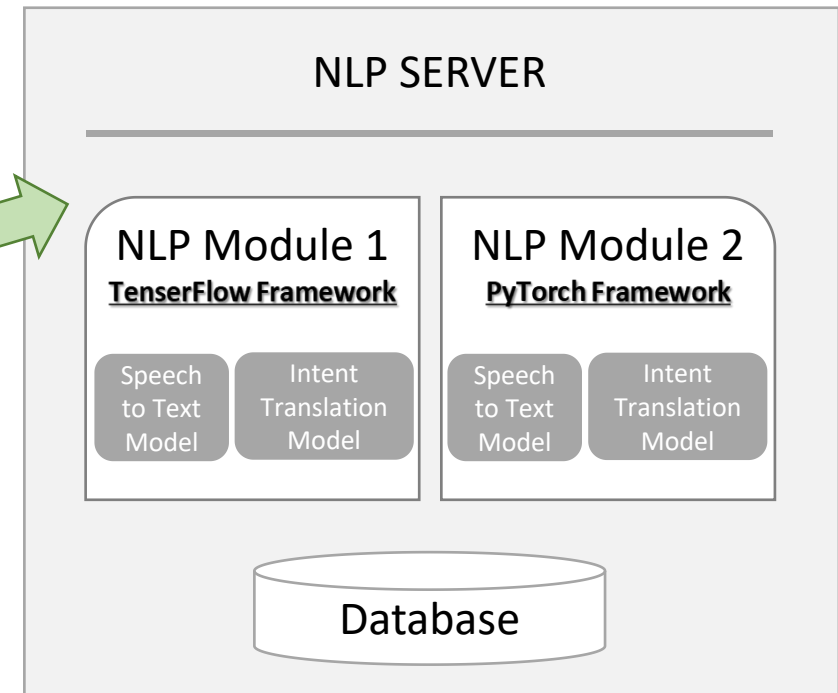 NLP SERVER
NLP Module 1
TenserFlow Framework
Speech
to Text
Model
Intent
Translation
Model
NLP Module 2
PyTorch Framework
Speech
to Text
Model
Intent
Translation
Model
Database